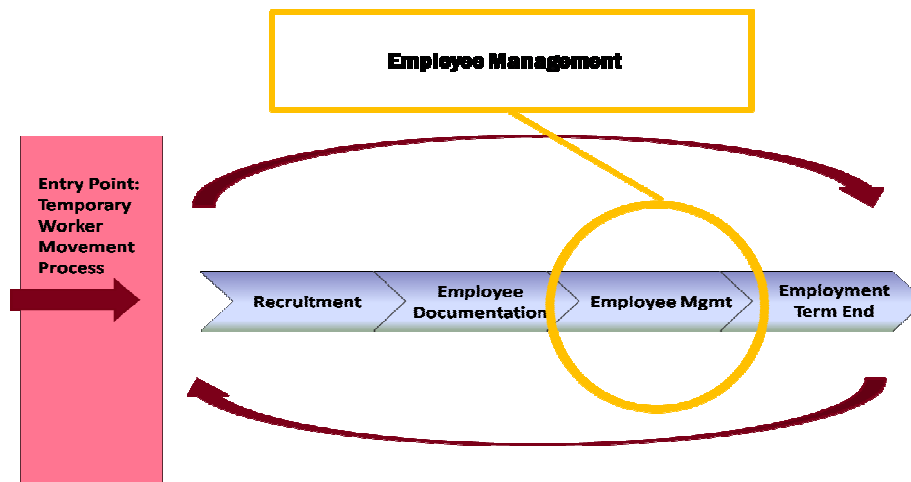 Employee Management
Entry Point:
Temporary
Worker
Movement
Process
Recruitment
Employee
Documentation
Employee Mgmt
Employment
Term End